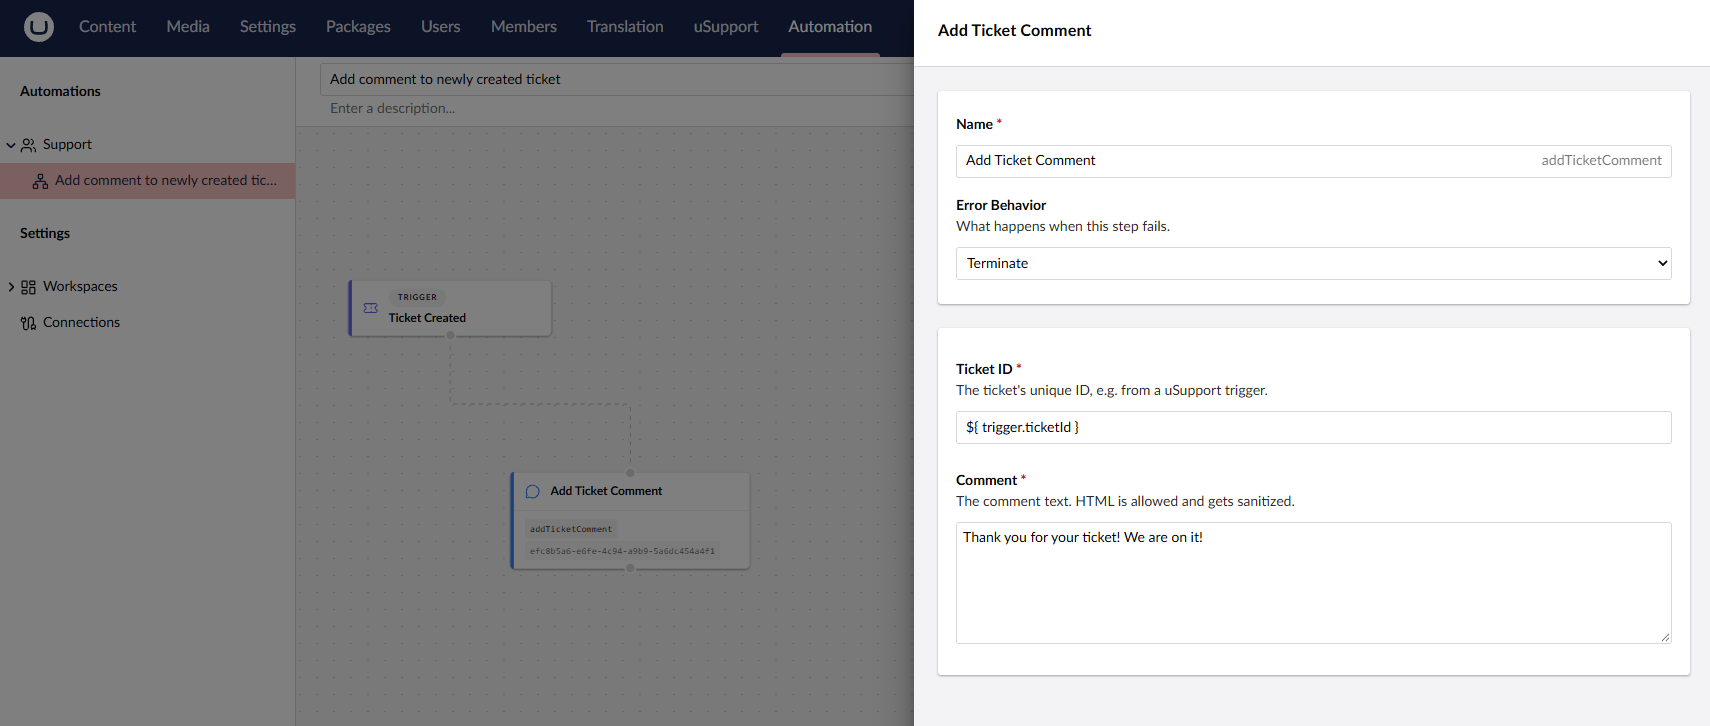 Content Media Settings Packages Users Members Translation uSupport Automation
Automations
Support
Add comment to newly created tic...
Settings
Workspaces
Connections
Add comment to newly created ticket
Enter a description...
TRIGGER
Ticket Created
Add Ticket Comment
addTicketComment
efc8b5a6-e6fe-4c94-a9b9-5a6dc454a4f1
Add Ticket Comment
Name *
Add Ticket Comment addTicketComment
Error Behavior
What happens when this step fails.
Terminate
Ticket ID *
The ticket's unique ID, e.g. from a uSupport trigger.
${ trigger.ticketId }
Comment *
The comment text. HTML is allowed and gets sanitized.
Thank you for your ticket! We are on it!